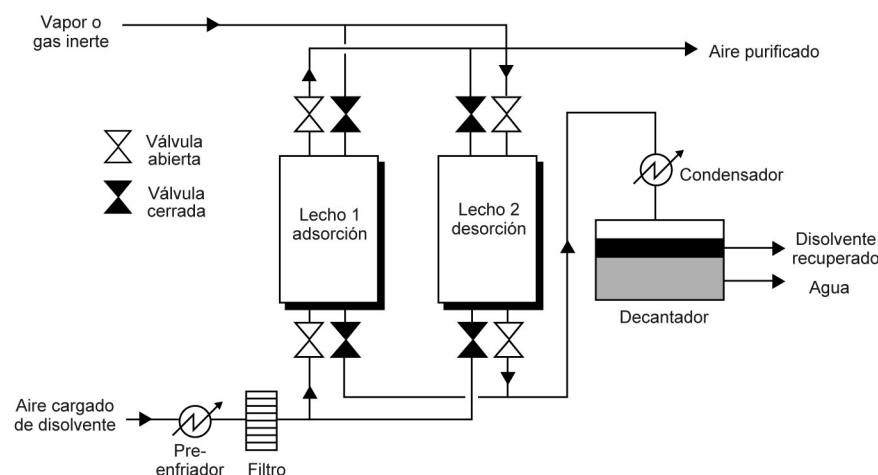 Vapor o
gas inerte
Aire purificado
Válvula
abierta
Válvula
cerrada
Lecho 1
adsorción
Lecho 2
desorción
Condensador
Disolvente
recuperado
Agua
Decantador
Aire cargado
de disolvente
Pre-
enfriador
Filtro